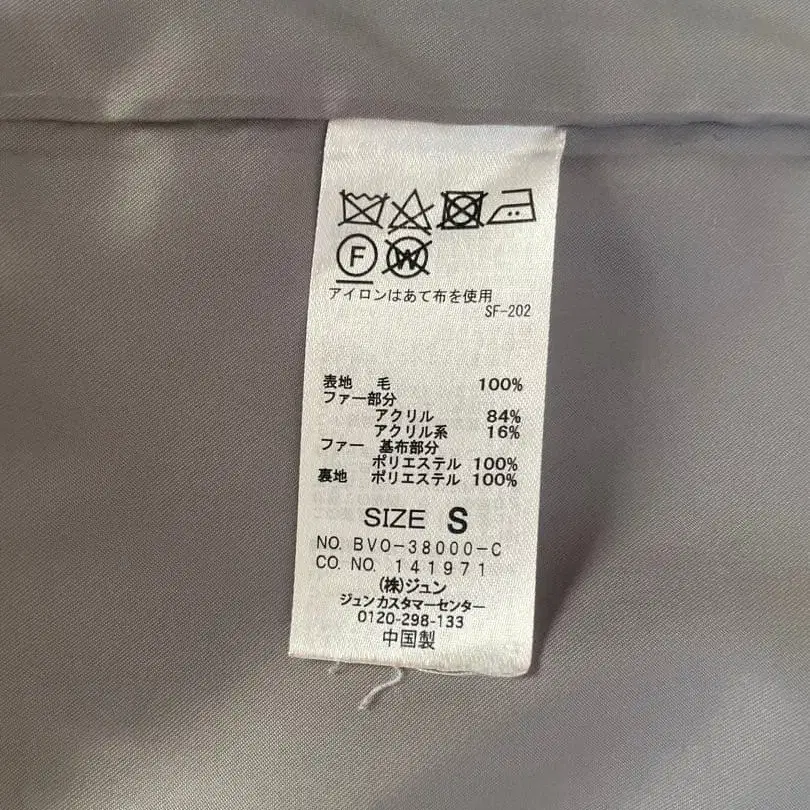 F W
アイロンはあて布を使用
SF-202
表地 毛 100%
ファー部分
アクリル 84%
アクリル系 16%
ファー 基布部分
ポリエステル 100%
裏地 ポリエステル 100%
SIZE S
NO. BVO-38000-C
CO. NO. 141971
(株)ジュン
ジュンカスタマーセンター
0120-298-133
中国製